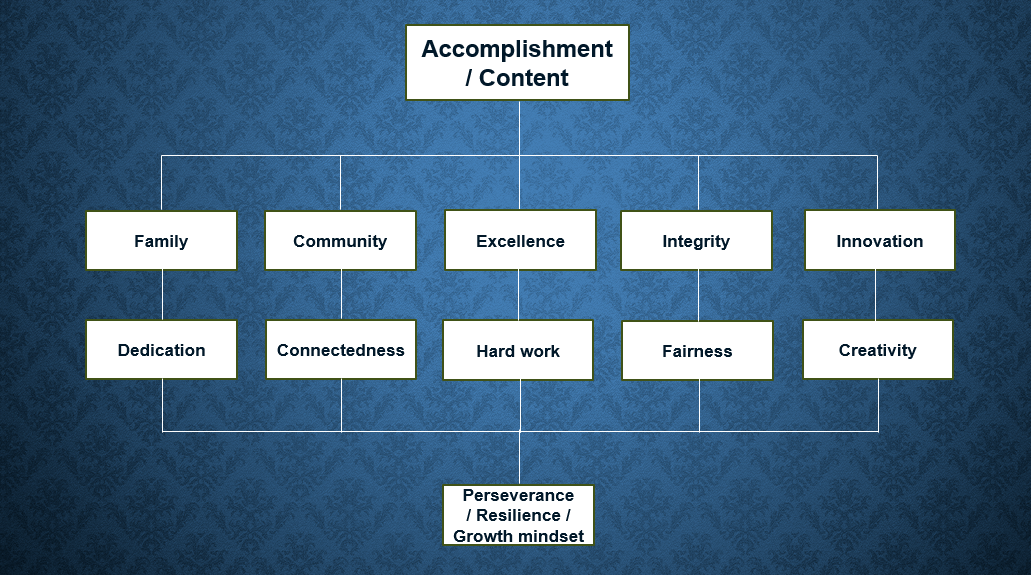 Accomplishment
/ Content
Family
Community
Excellence
Integrity
Innovation
Dedication
Connectedness
Hard work
Fairness
Creativity
Perseverance
/ Resilience /
Growth mindset